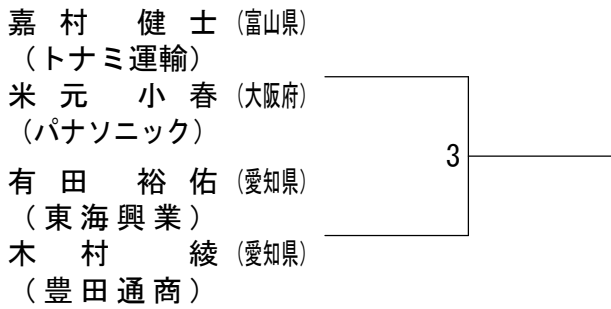 嘉村 健士 (富山県)
(トナミ運輸)
米元 小春 (大阪府)
(パナソニック)
3
有田 裕佑 (愛知県)
(東海興業)
木村 綾 (愛知県)
(豊田通商)